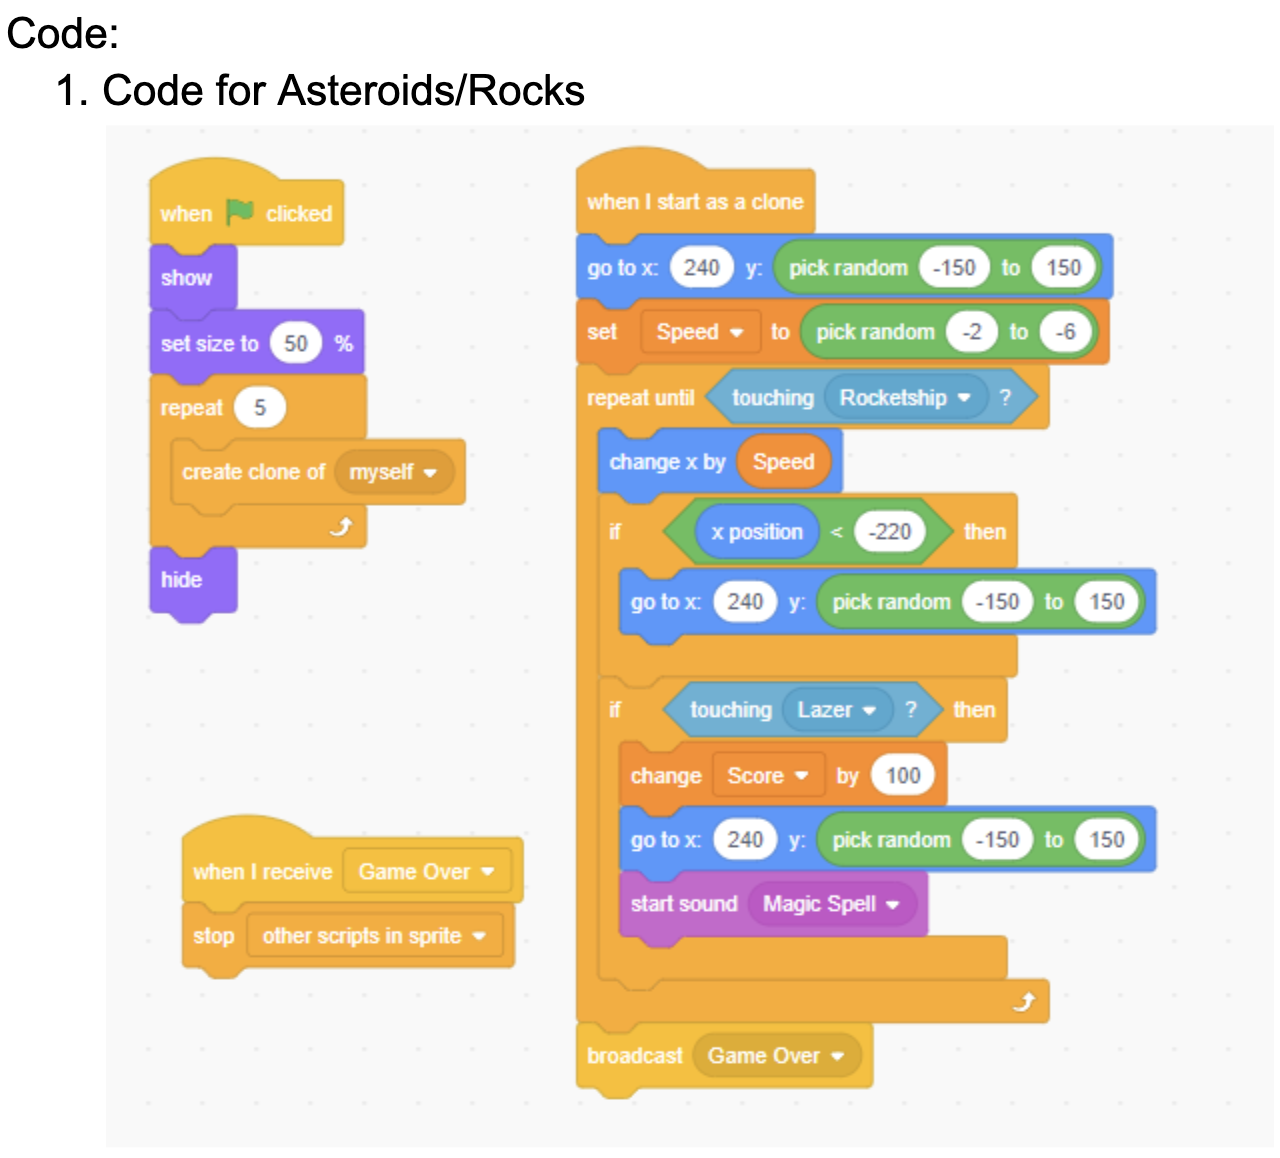 Code:
1. Code for Asteroids/Rocks
when clicked
show
set size to 50 %
repeat 5
create clone of myself
hide
when I receive Game Over
stop other scripts in sprite
when I start as a clone
go to x: 240 y: pick random -150 to 150
set Speed to pick random -2 to -6
repeat until touching Rocketship ?
change x by Speed
if x position < -220 then
go to x: 240 y: pick random -150 to 150
if touching Lazer ? then
change Score by 100
go to x: 240 y: pick random -150 to 150
start sound Magic Spell
broadcast Game Over